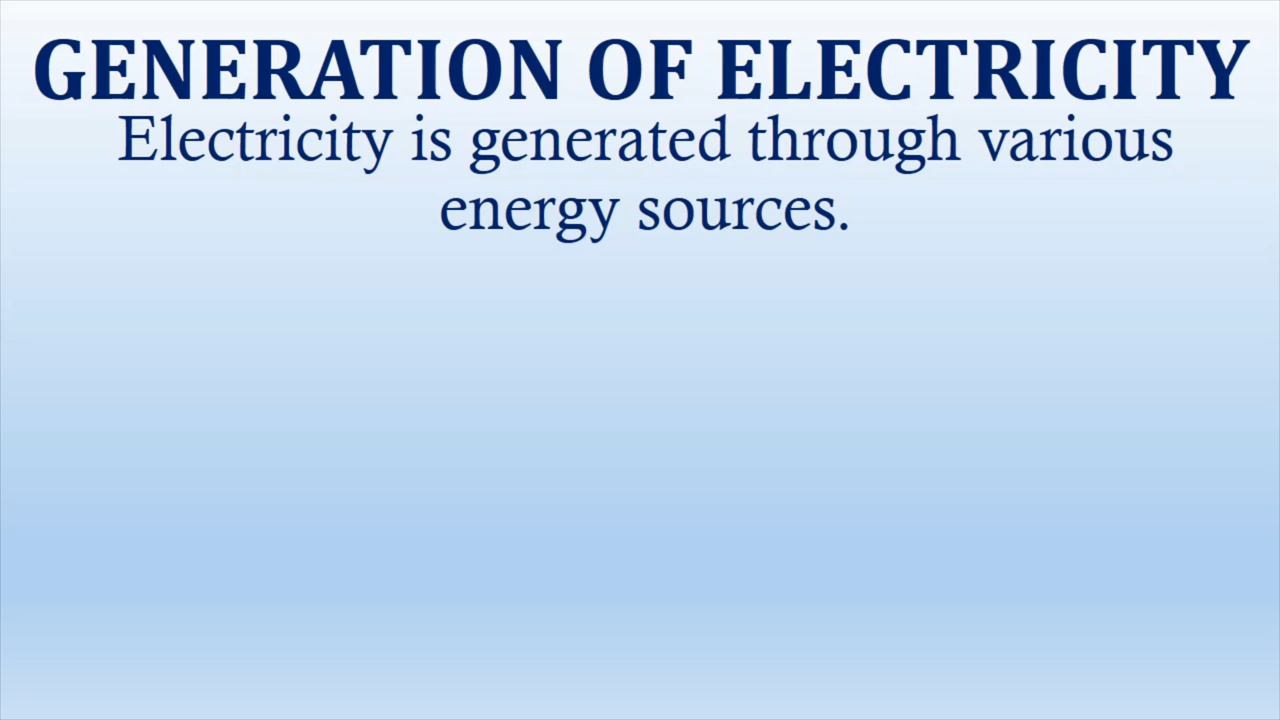 GENERATION OF ELECTRICITY
Electricity is generated through various
energy sources.